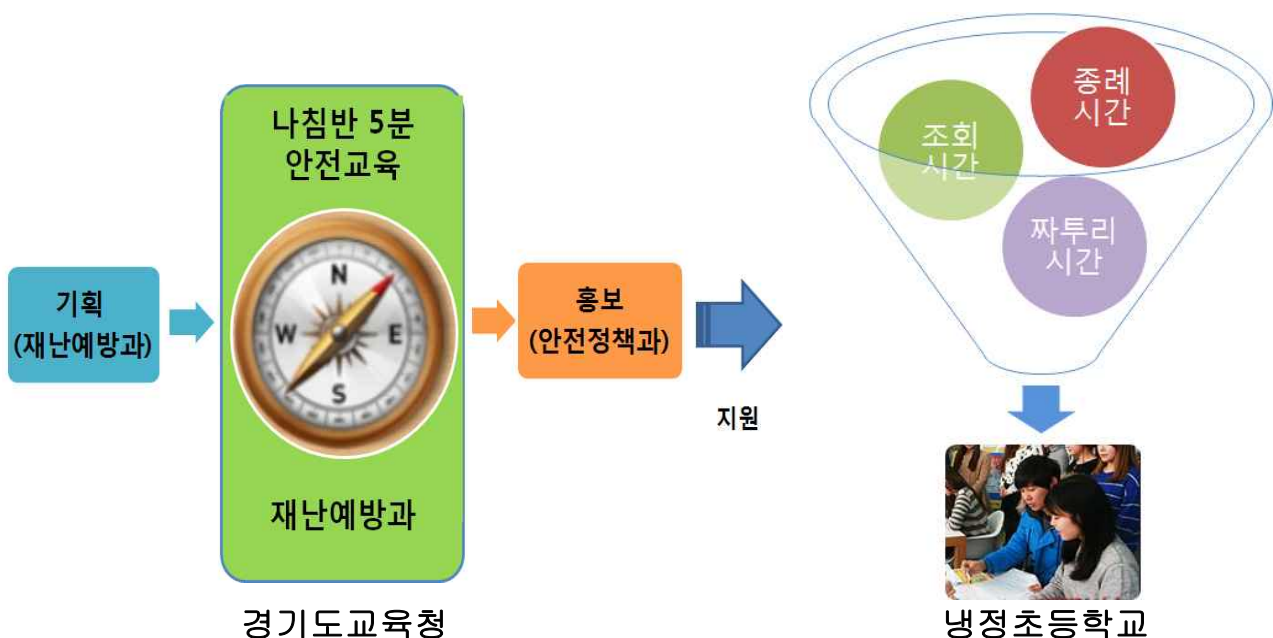 나침반 5분
안전교육
N
W
E
S
재난예방과
경기도교육청
기획
(재난예방과)
홍보
(안전정책과)
지원
종례
시간
조회
시간
짜투리
시간
냉정초등학교